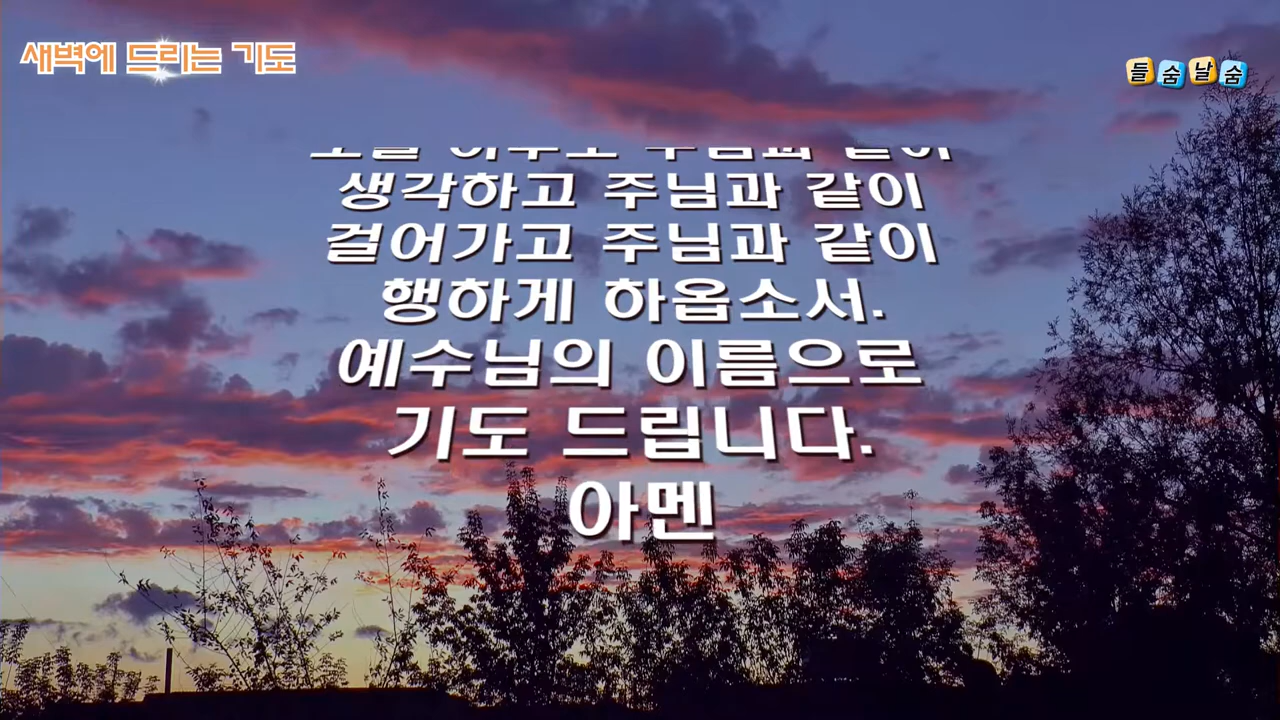 새벽에 드리는 기도
들숨날숨
생각하고 주님과 같이
걸어가고 주님과 같이
행하게 하옵소서.
예수님의 이름으로
기도 드립니다.
아멘